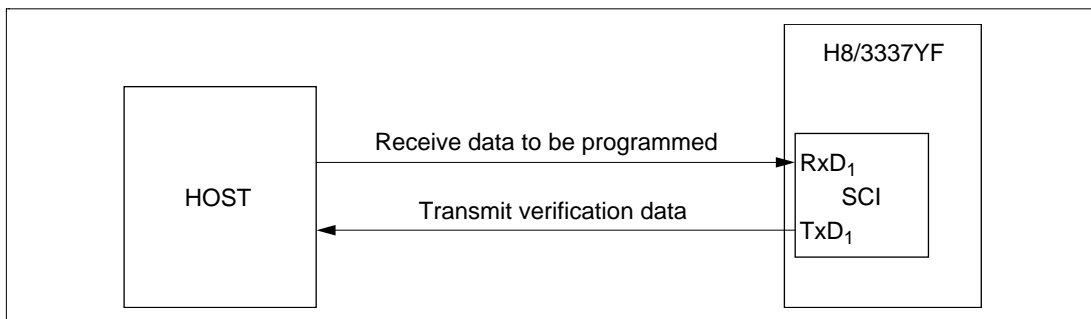 H8/3337YF
Receive data to be programmed
RxD₁
HOST
SCI
Transmit verification data
TxD₁